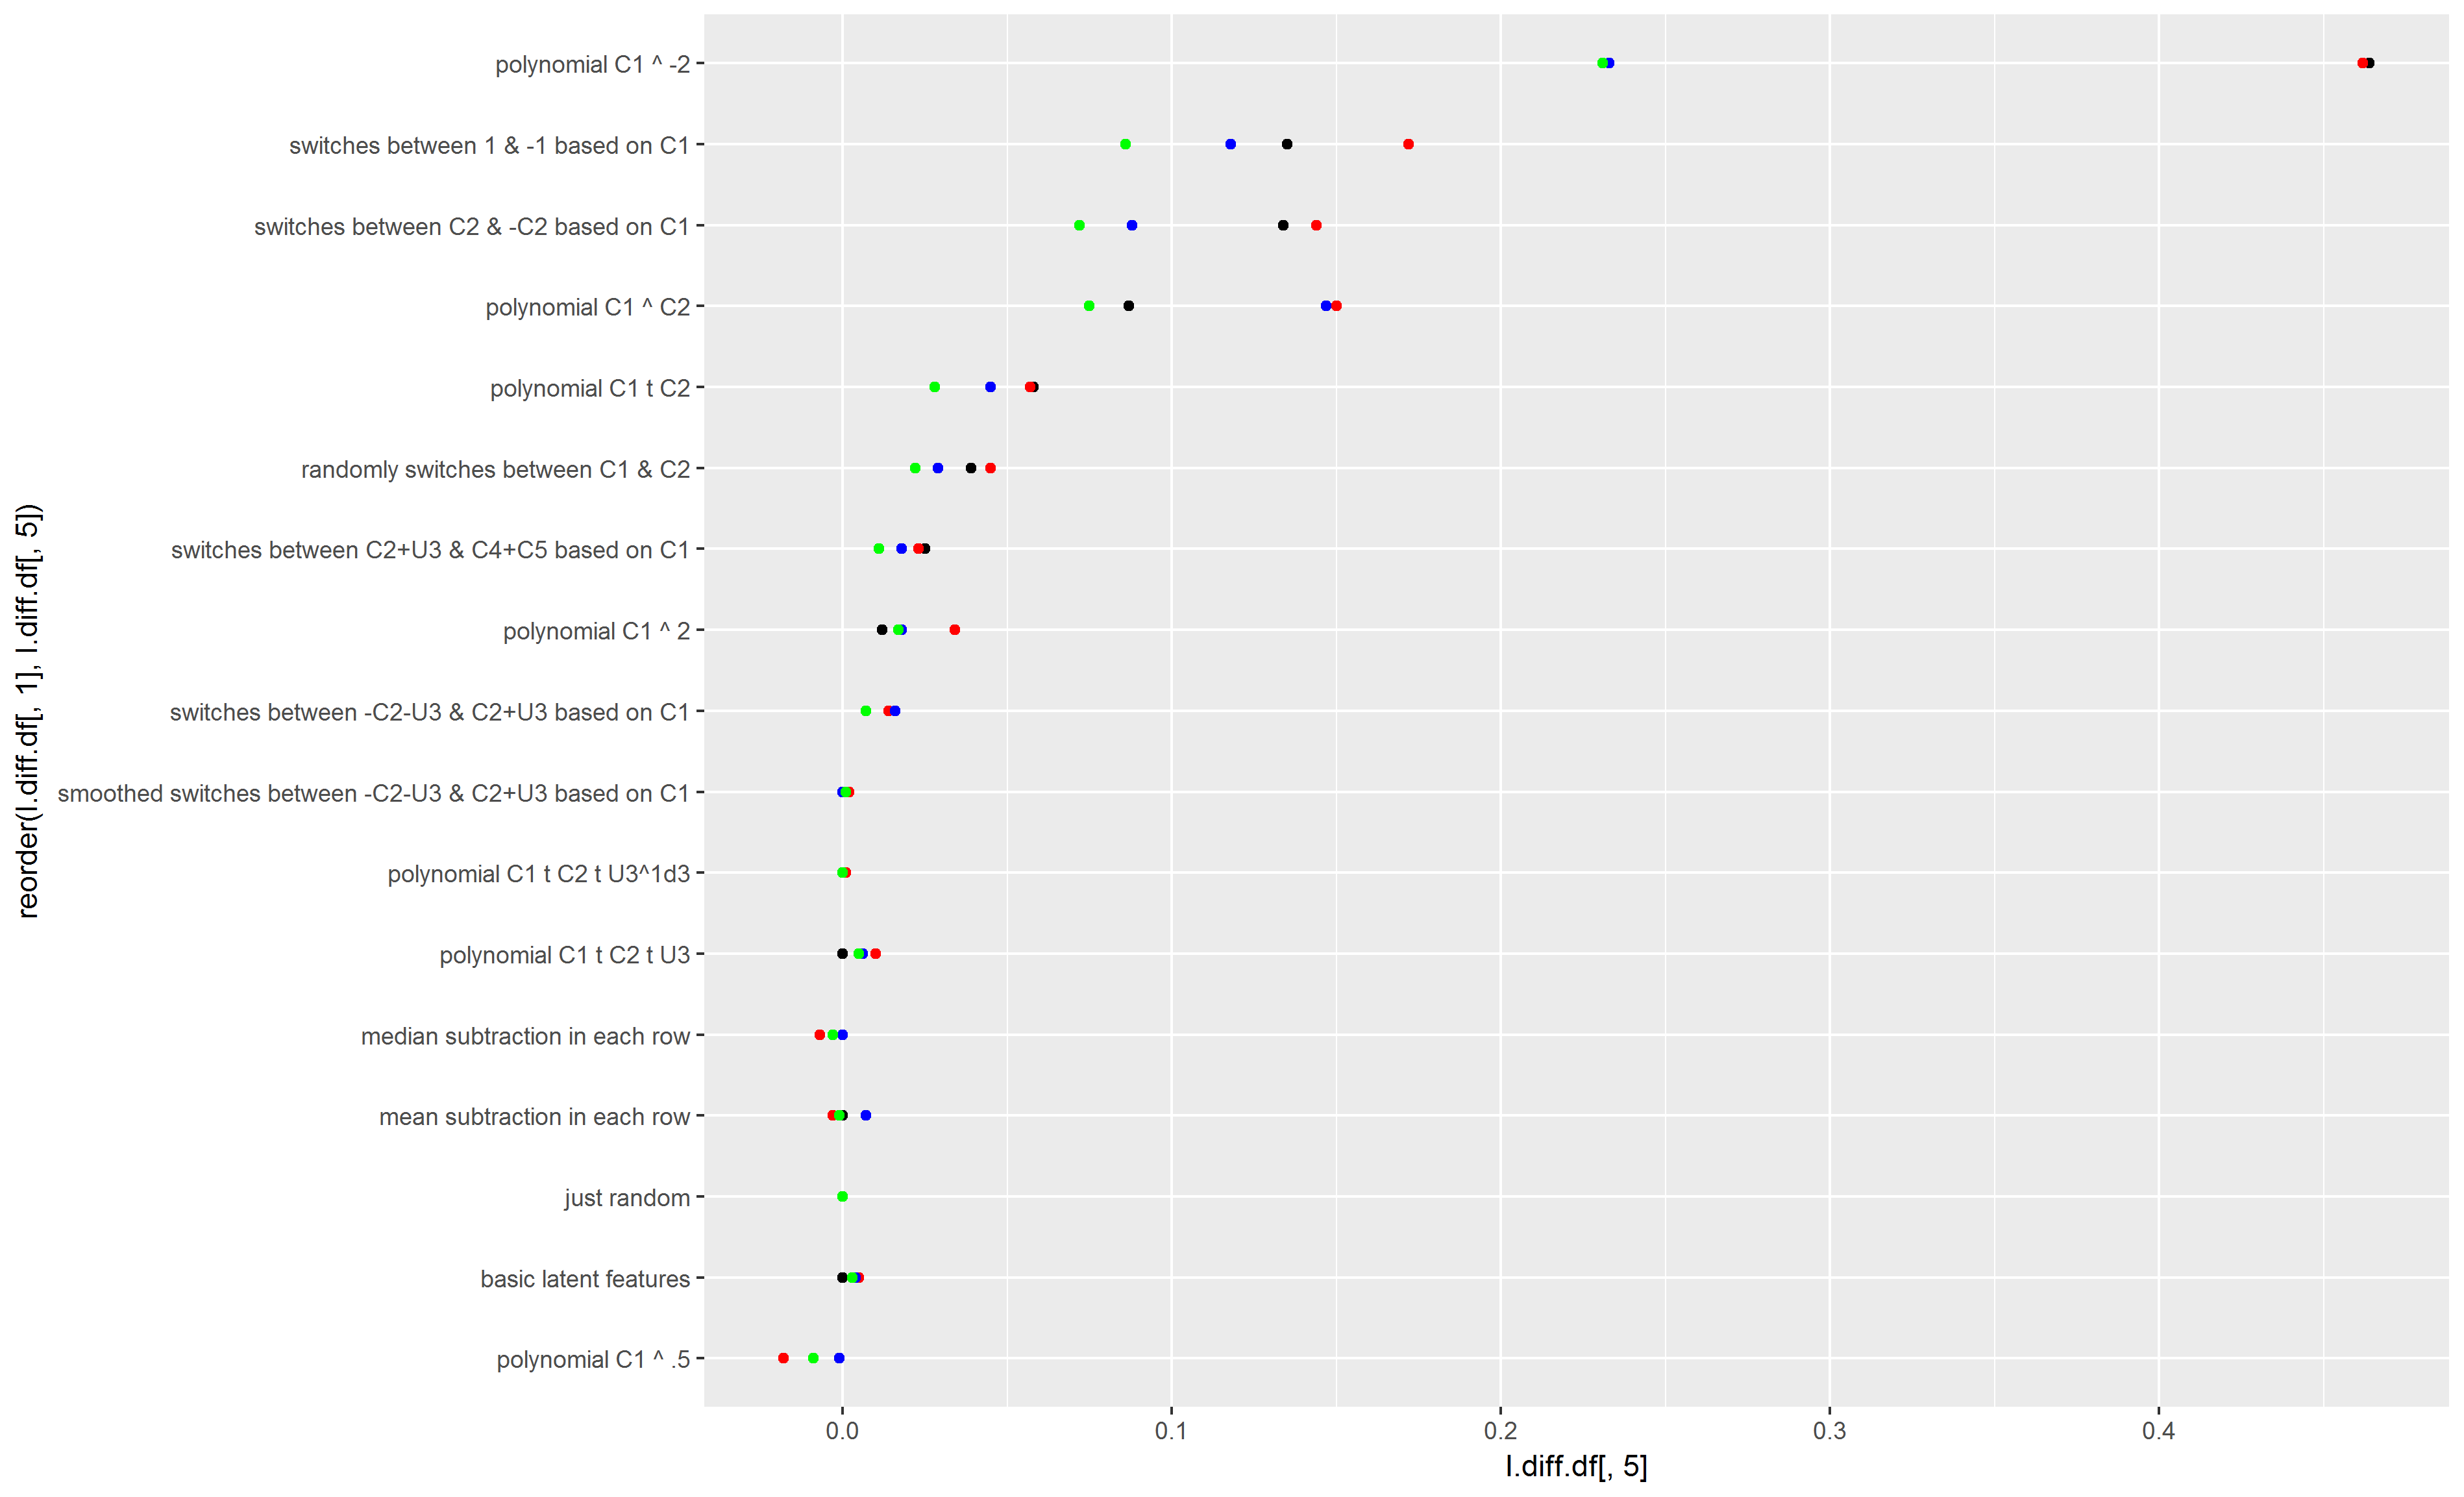 polynomial C1 ^ -2
switches between 1 & -1 based on C1
switches between C2 & -C2 based on C1
polynomial C1 ^ C2
polynomial C1 t C2
randomly switches between C1 & C2
switches between C2+U3 & C4+C5 based on C1
polynomial C1 ^ 2
switches between -C2-U3 & C2+U3 based on C1
smoothed switches between -C2-U3 & C2+U3 based on C1
polynomial C1 t C2 t U3^1d3
polynomial C1 t C2 t U3
median subtraction in each row
mean subtraction in each row
just random
basic latent features
polynomial C1 ^ .5
reorder(l.diff.df[, 1], l.diff.df[, 5])
0.0 0.1 0.2 0.3 0.4
l.diff.df[, 5]